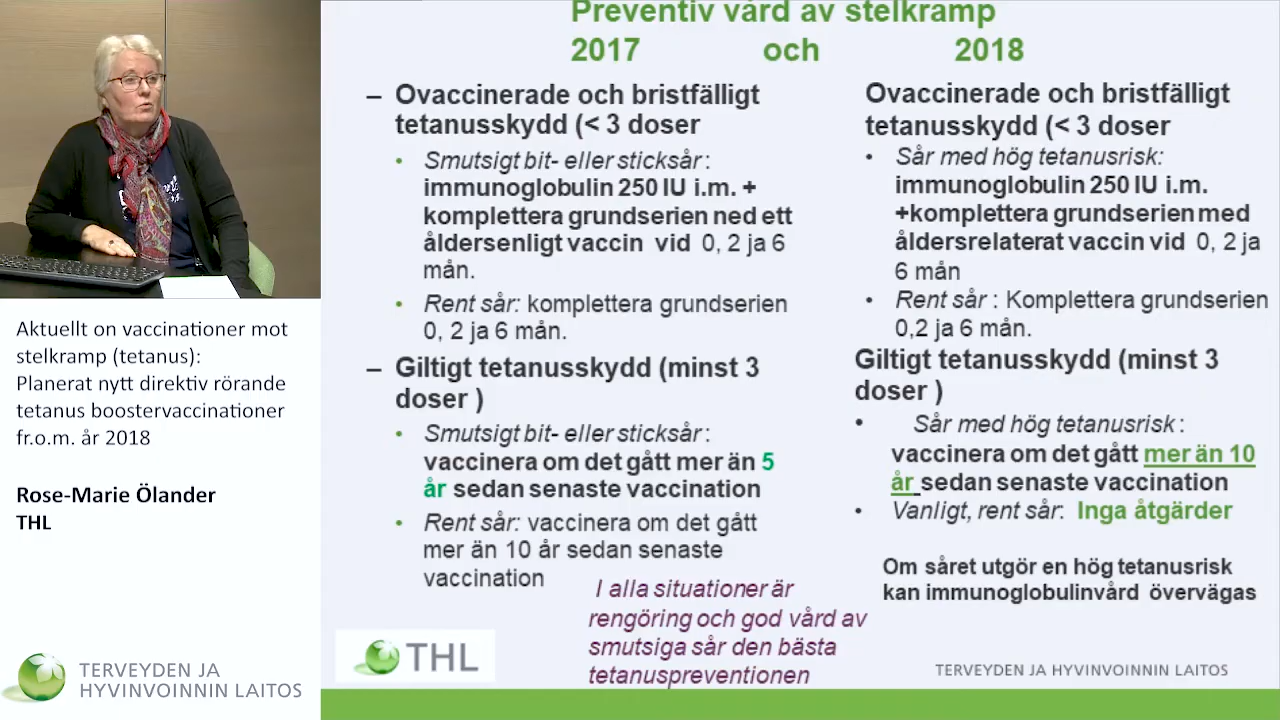 Preventiv vård av stelkramp
2017 och 2018
– Ovaccinerade och bristfälligt
tetanusskydd (< 3 doser
• Smutsigt bit- eller sticksår :
immunoglobulin 250 IU i.m. +
komplettera grundserien ned ett
åldersenligt vaccin vid 0, 2 ja 6
mån.
• Rent sår: komplettera grundserien
0, 2 ja 6 mån.
– Giltigt tetanusskydd (minst 3
doser )
• Smutsigt bit- eller sticksår :
vaccinera om det gått mer än 5
år sedan senaste vaccination
• Rent sår: vaccinera om det gått
mer än 10 år sedan senaste
vaccination
Ovaccinerade och bristfälligt
tetanusskydd (< 3 doser
• Sår med hög tetanusrisk:
immunoglobulin 250 IU i.m.
+komplettera grundserien med
åldersrelaterat vaccin vid 0, 2 ja
6 mån
• Rent sår : Komplettera grundserien
0,2 ja 6 mån.
Giltigt tetanusskydd (minst 3
doser )
• Sår med hög tetanusrisk :
vaccinera om det gått mer än 10
år sedan senaste vaccination
• Vanligt, rent sår: Inga åtgärder
Om såret utgör en hög tetanusrisk
kan immunoglobulinvård övervägas
I alla situationer är
rengöring och god vård av
smutsiga sår den bästa
tetanuspreventionen
THL
TERVEYDEN JA HYVINVOINNIN LAITOS
Aktuellt on vaccinationer mot
stelkramp (tetanus):
Planerat nytt direktiv rörande
tetanus boostervaccinationer
fr.o.m. år 2018
Rose-Marie Ölander
THL
TERVEYDEN JA
HYVINVOINNIN LAITOS